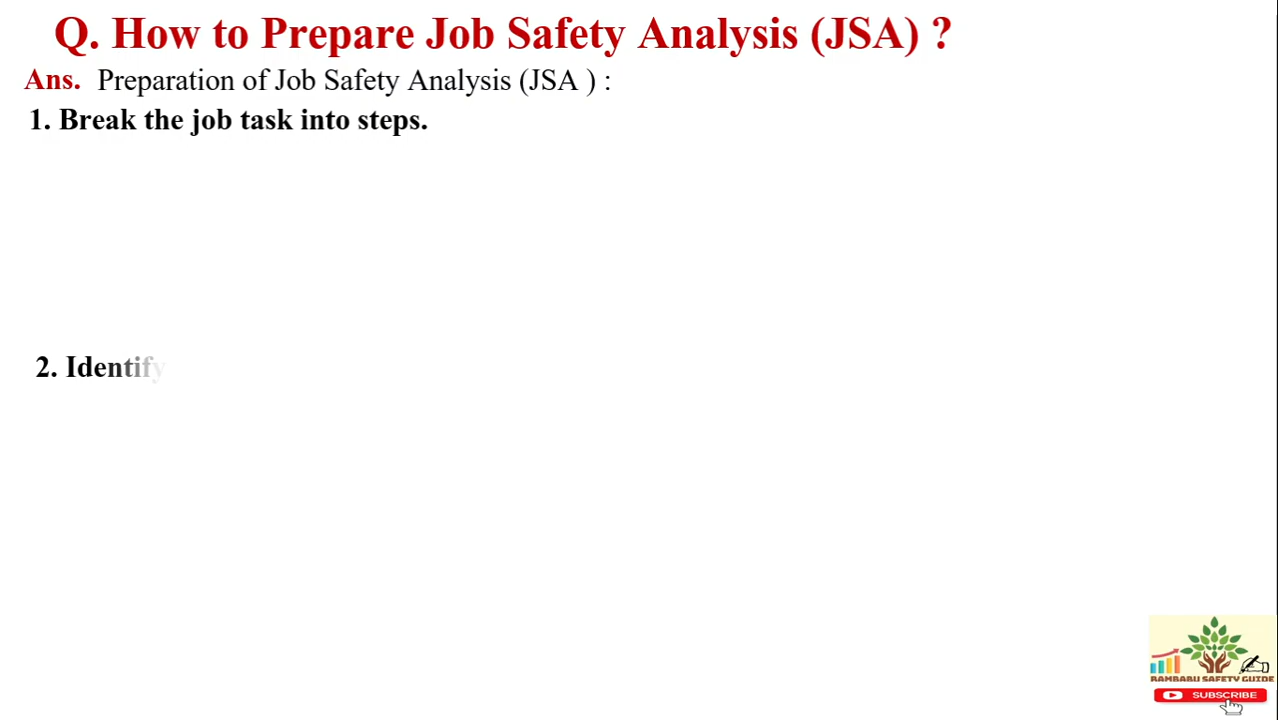 Q. How to Prepare Job Safety Analysis (JSA) ?
Ans. Preparation of Job Safety Analysis (JSA ) :
1. Break the job task into steps.
2. Identify
RAMBABU SAFETY GUIDE
SUBSCRIBE